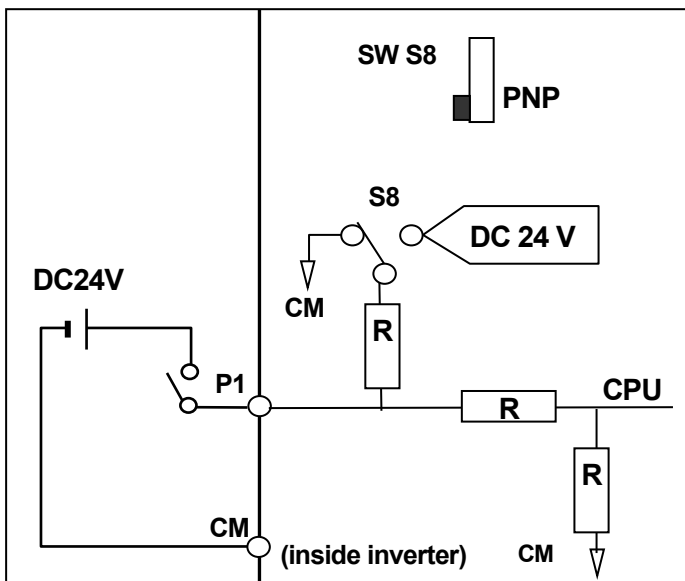 SW S8
PNP
S8
DC 24 V
DC24V
CM
R
P1
R
CPU
R
CM
(inside inverter)
CM